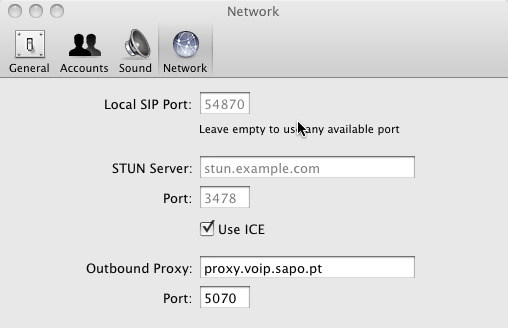 Network
General Accounts Sound Network
Local SIP Port: 54870
Leave empty to use any available port
STUN Server: stun.example.com
Port: 3478
Use ICE
Outbound Proxy: proxy.voip.sapo.pt
Port: 5070